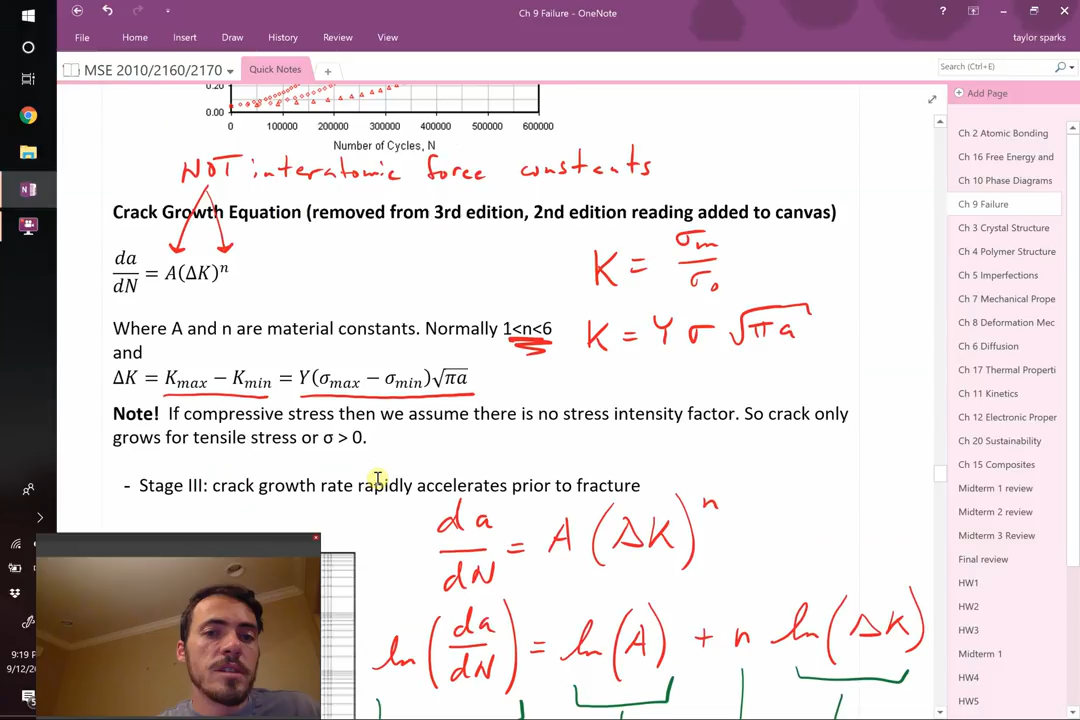 Ch 9 Failure - OneNote
?
taylor sparks
File Home Insert Draw History Review View
MSE 2010/2160/2170
Quick Notes
+
Search (Ctrl+E)
Add Page
0.20
0.00
0 100000 200000 300000 400000 500000 600000
Number of Cycles, N
NOT interatomic force constants
Crack Growth Equation (removed from 3rd edition, 2nd edition reading added to canvas)
da/dN = A(ΔK)^n
K = σm/σo
Where A and n are material constants. Normally 1<n<6
and
K = Y σ √πa
ΔK = Kmax − Kmin = Y(σmax − σmin)√πa
Note! If compressive stress then we assume there is no stress intensity factor. So crack only
grows for tensile stress or σ > 0.
- Stage III: crack growth rate rapidly accelerates prior to fracture
da/dN = A (ΔK)^n
ln(da/dN) = ln(A) + n ln(ΔK)
Ch 2 Atomic Bonding
Ch 16 Free Energy and
Ch 10 Phase Diagrams
Ch 9 Failure
Ch 3 Crystal Structure
Ch 4 Polymer Structure
Ch 5 Imperfections
Ch 7 Mechanical Prope
Ch 8 Deformation Mec
Ch 6 Diffusion
Ch 17 Thermal Properti
Ch 11 Kinetics
Ch 12 Electronic Proper
Ch 20 Sustainability
Ch 15 Composites
Midterm 1 review
Midterm 2 review
Midterm 3 Review
Final review
HW1
HW2
HW3
Midterm 1
HW4
HW5
9:19 P
9/12/20